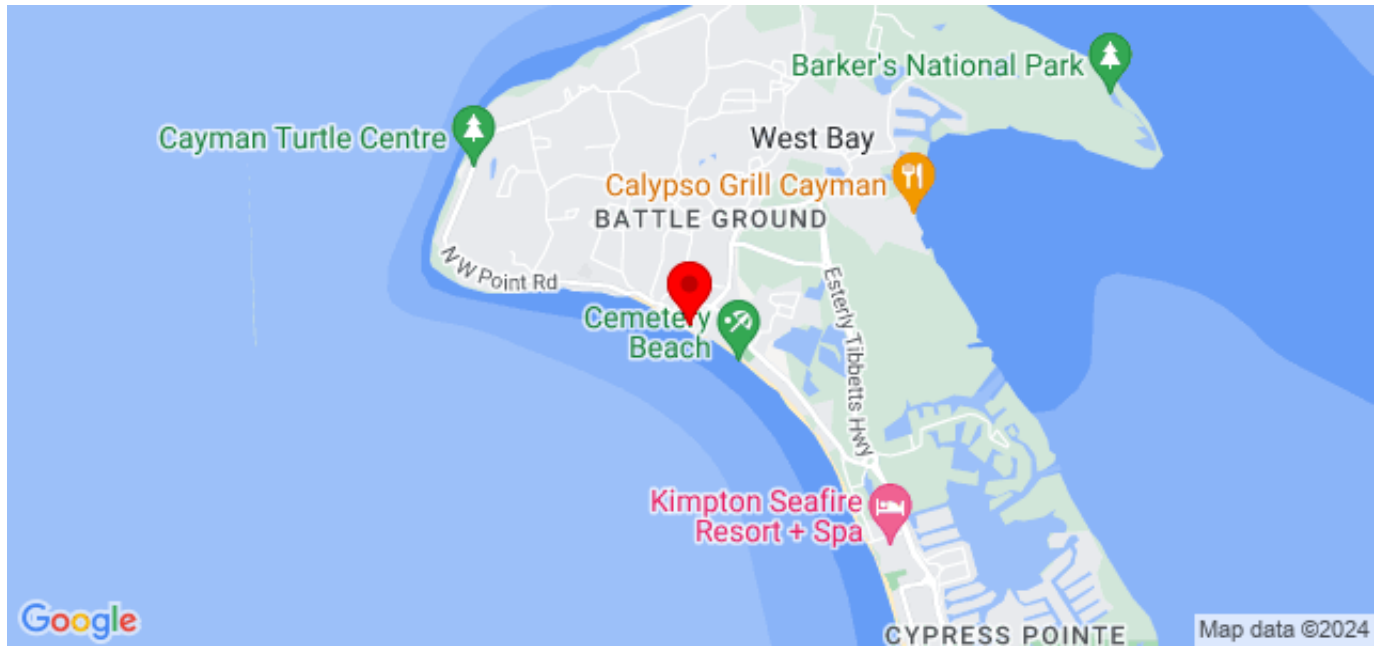 Barker's National Park
Cayman Turtle Centre
West Bay
Calypso Grill Cayman
BATTLE GROUND
N W Point Rd
Esterly Tibbetts Hwy
Cemetery
Beach
Kimpton Seafire
Resort + Spa
CYPRESS POINTE
Google
Map data ©2024